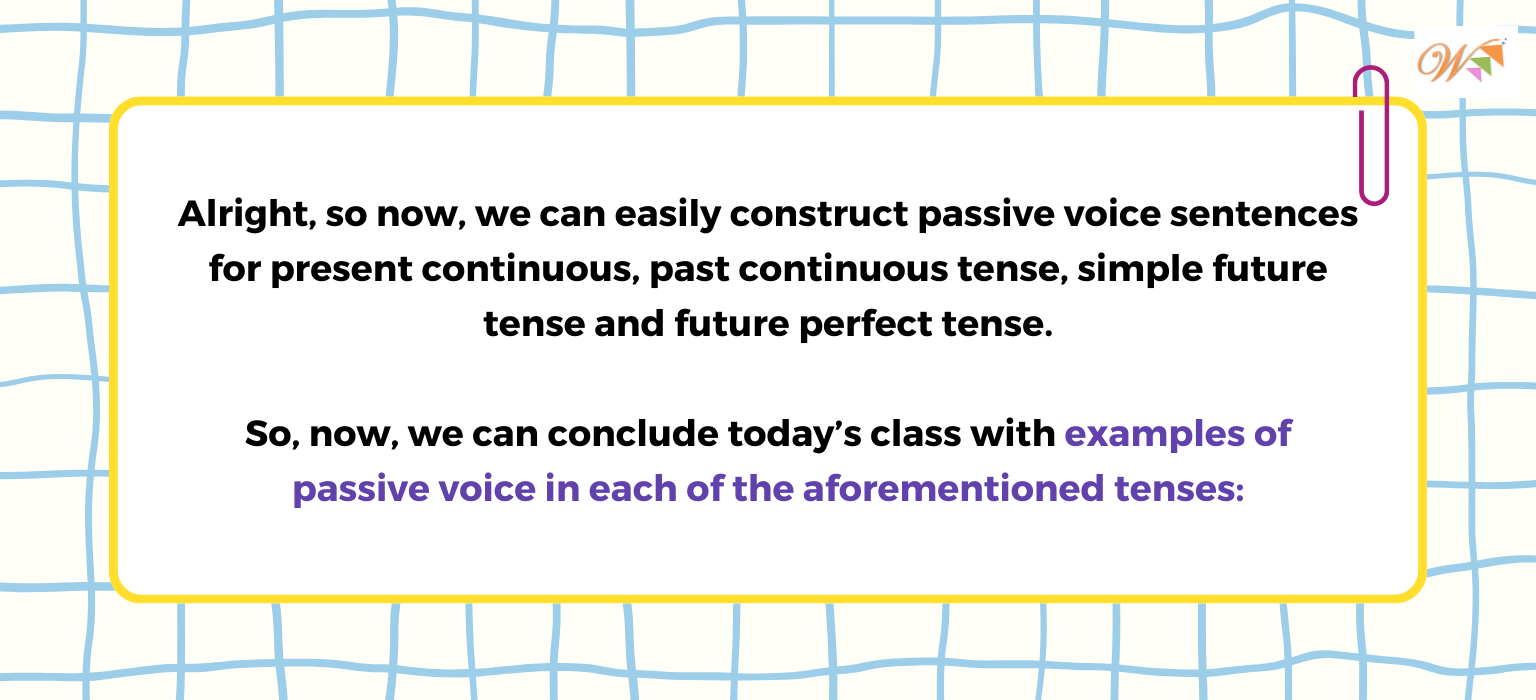 W
Alright, so now, we can easily construct passive voice sentences
for present continuous, past continuous tense, simple future
tense and future perfect tense.
So, now, we can conclude today’s class with examples of
passive voice in each of the aforementioned tenses: